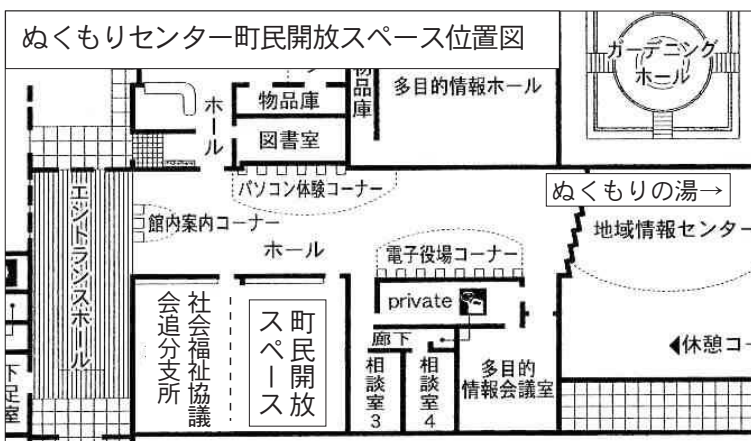 ぬくもりセンター町民開放スペース位置図
物品庫
図書室
ホール
物品庫
多目的情報ホール
ガーデニング
ホール
パソコン体験コーナー
ぬくもりの湯→
館内案内コーナー
ホール
電子役場コーナー
地域情報センター
エントランスホール
社会福祉協議
会追分支所
町民開放
スペース
private
廊下
相談室3
相談室4
多目的
情報会議室
◀休憩コー
下足室